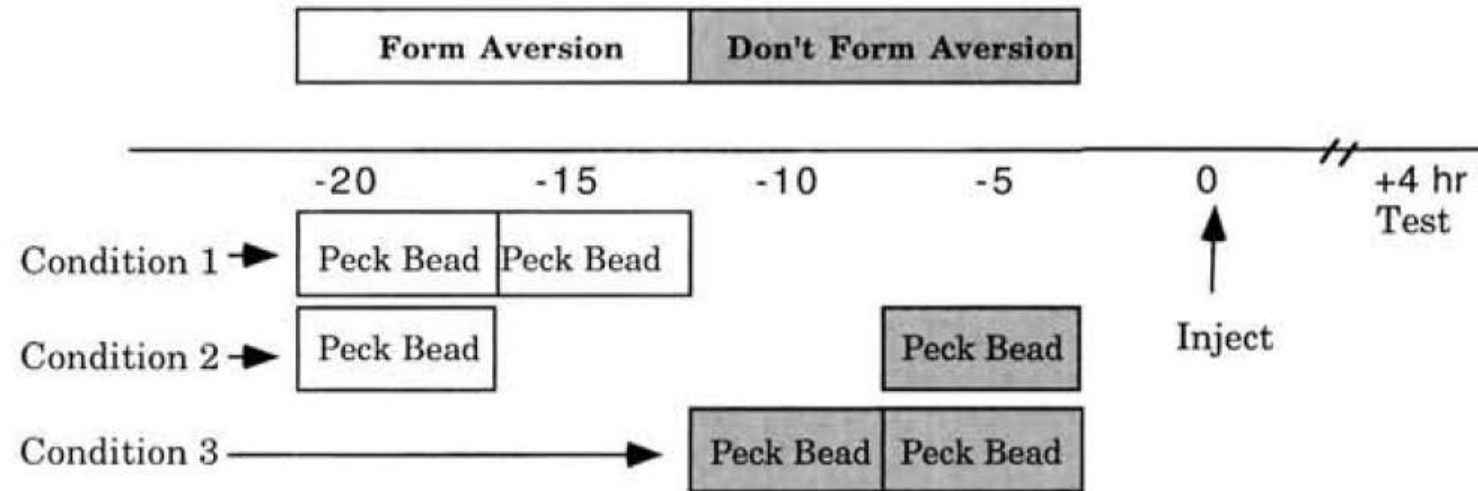 Form Aversion Don't Form Aversion
-20 -15 -10 -5 0 +4 hr
Test
Condition 1 Peck Bead Peck Bead
Condition 2 Peck Bead Peck Bead
Inject
Condition 3 Peck Bead Peck Bead